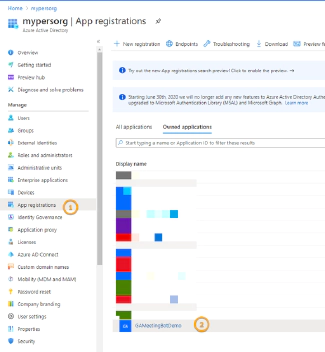 Home > mypersorg
mypersorg | App registrations
Azure Active Directory
Overview
Getting started
Preview hub
Diagnose and solve problems
Manage
Users
Groups
External Identities
Roles and administrators
Administrative units
Enterprise applications
Devices
App registrations
1
Identity Governance
Application proxy
Licenses
Azure AD Connect
Custom domain names
Mobility (MDM and MAM)
Password reset
Company branding
User settings
Properties
Security
+ New registration Endpoints Troubleshooting Download Preview fe
Try out the new App registrations search preview! Click to enable the preview. →
Starting June 30th, 2020 we will no longer add any new features to Azure Active Directory Authe
upgraded to Microsoft Authentication Library (MSAL) and Microsoft Graph. Learn more
All applications Owned applications
Start typing a name or Application ID to filter these results
Display name
GAMeetingBotDemo
2